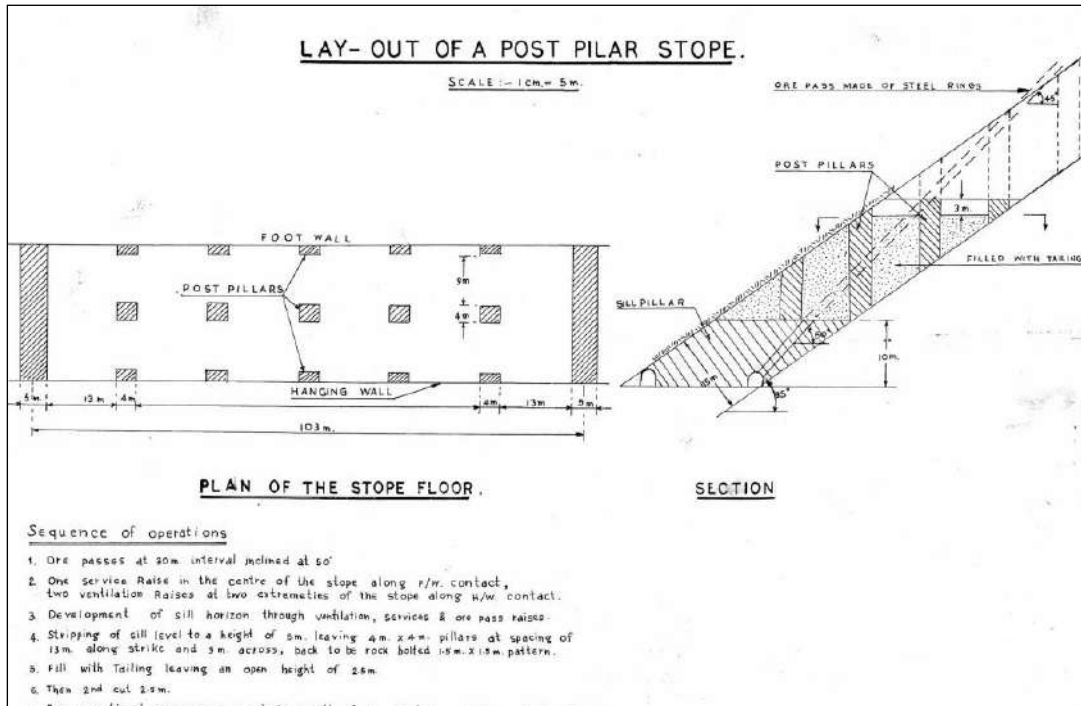 LAY-OUT OF A POST PILAR STOPE.
SCALE:- 1cm.= 5m.
ORE PASS MADE OF STEEL RINGS
45°
POST PILLARS
3m.
FOOT WALL
9m
POST PILLARS
4m
FILLED WITH TAILING
SILL PILLAR
10m.
HANGING WALL
5m.
13m
4m
4m
13m
5m
103m.
PLAN OF THE STOPE FLOOR.
SECTION
Sequence of operations
1. Ore passes at 30m. interval inclined at 50°
2. One service Raise in the centre of the stope along F/W. contact,
two ventilation Raises at two extremeties of the stope along H/W contact.
3. Development of sill horizon through ventilation, services & ore pass raises.
4. Stripping of sill level to a height of 5m. leaving 4m. x 4m. pillars at spacing of
13m. along strike and 9m. across, back to be rock bolted 1.5m. x 1.5m. pattern.
5. Fill with Tailing leaving an open height of 2.5m.
6. Then 2nd cut 2.5m.